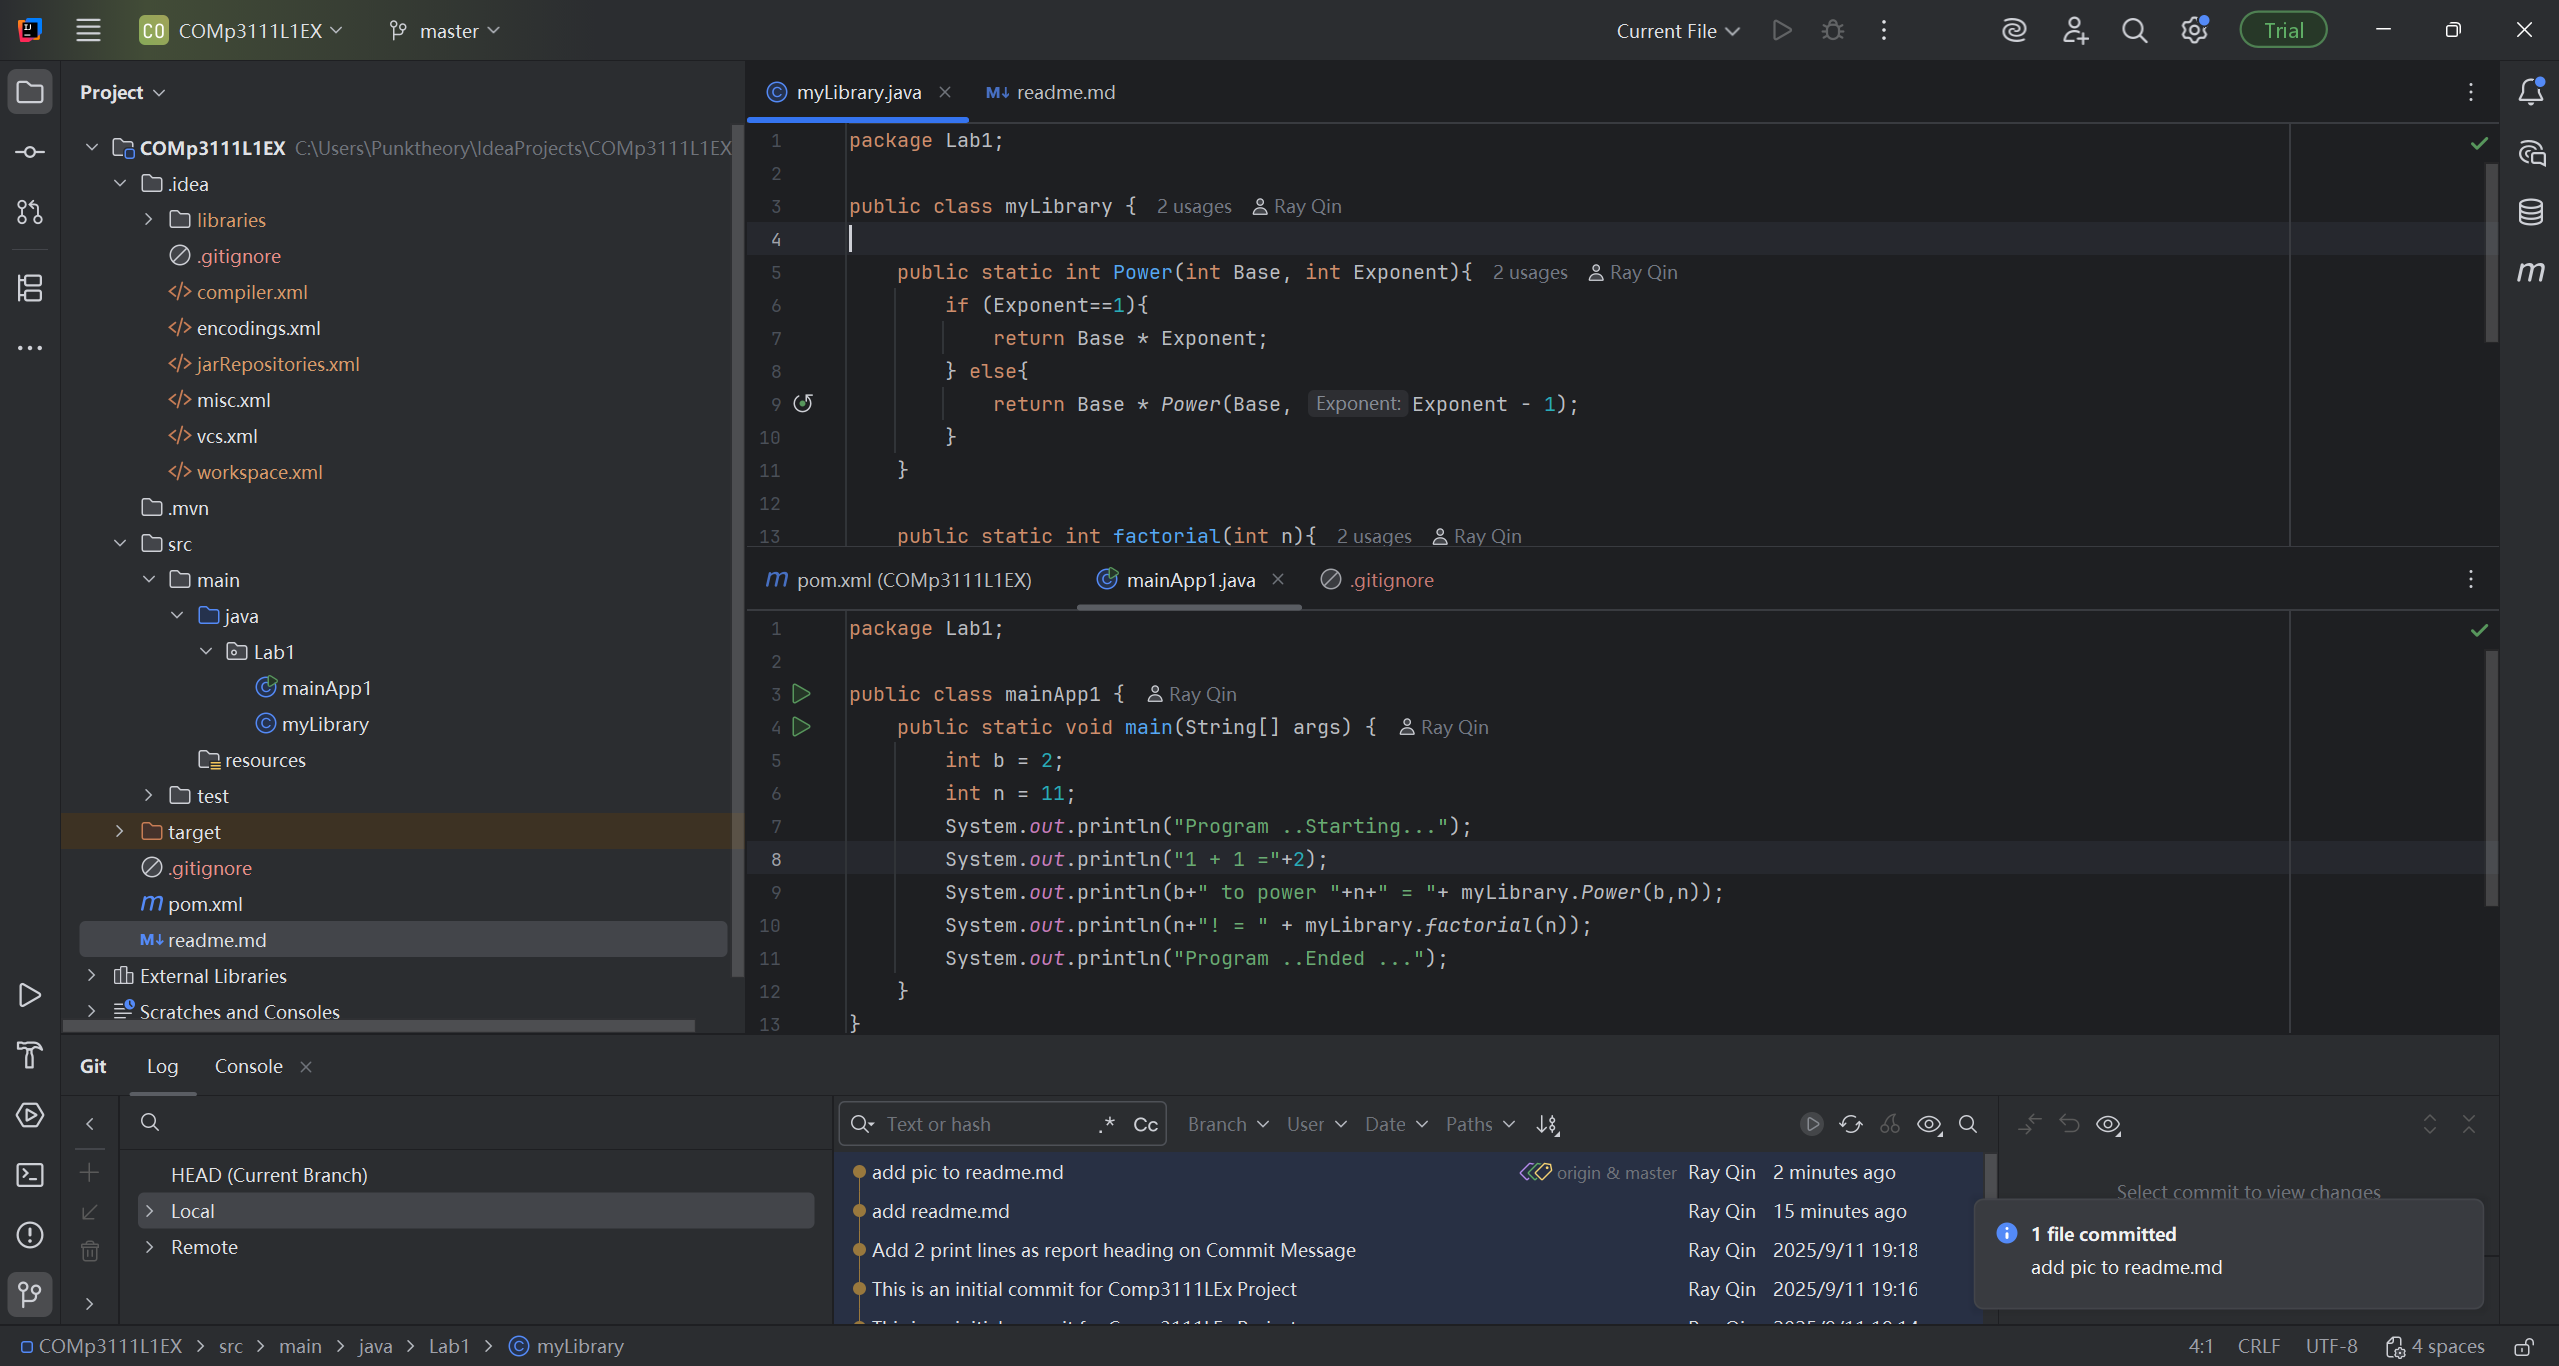 CO COMp3111L1EX master Current File Trial
Project
COMp3111L1EX C:\Users\Punktheory\IdeaProjects\COMp3111L1EX
.idea
libraries
.gitignore
compiler.xml
encodings.xml
jarRepositories.xml
misc.xml
vcs.xml
workspace.xml
.mvn
src
main
java
Lab1
mainApp1
myLibrary
resources
test
target
.gitignore
pom.xml
readme.md
External Libraries
Scratches and Consoles
myLibrary.java readme.md
1 package Lab1;
2
3 public class myLibrary { 2 usages Ray Qin
4
5 public static int Power(int Base, int Exponent){ 2 usages Ray Qin
6 if (Exponent==1){
7 return Base * Exponent;
8 } else{
9 return Base * Power(Base, Exponent: Exponent - 1);
10 }
11 }
12
13 public static int factorial(int n){ 2 usages Ray Qin
pom.xml (COMp3111L1EX) mainApp1.java .gitignore
1 package Lab1;
2
3 public class mainApp1 { Ray Qin
4 public static void main(String[] args) { Ray Qin
5 int b = 2;
6 int n = 11;
7 System.out.println("Program ..Starting...");
8 System.out.println("1 + 1 ="+2);
9 System.out.println(b+" to power "+n+" = "+ myLibrary.Power(b,n));
10 System.out.println(n+"! = " + myLibrary.factorial(n));
11 System.out.println("Program ..Ended ...");
12 }
13 }
Git Log Console
HEAD (Current Branch)
Local
Remote
Text or hash .* Cc Branch User Date Paths
add pic to readme.md origin & master Ray Qin 2 minutes ago
add readme.md Ray Qin 15 minutes ago
Add 2 print lines as report heading on Commit Message Ray Qin 2025/9/11 19:18
This is an initial commit for Comp3111LEx Project Ray Qin 2025/9/11 19:16
Select commit to view changes
1 file committed
add pic to readme.md
COMp3111L1EX > src > main > java > Lab1 > myLibrary 4:1 CRLF UTF-8 4 spaces